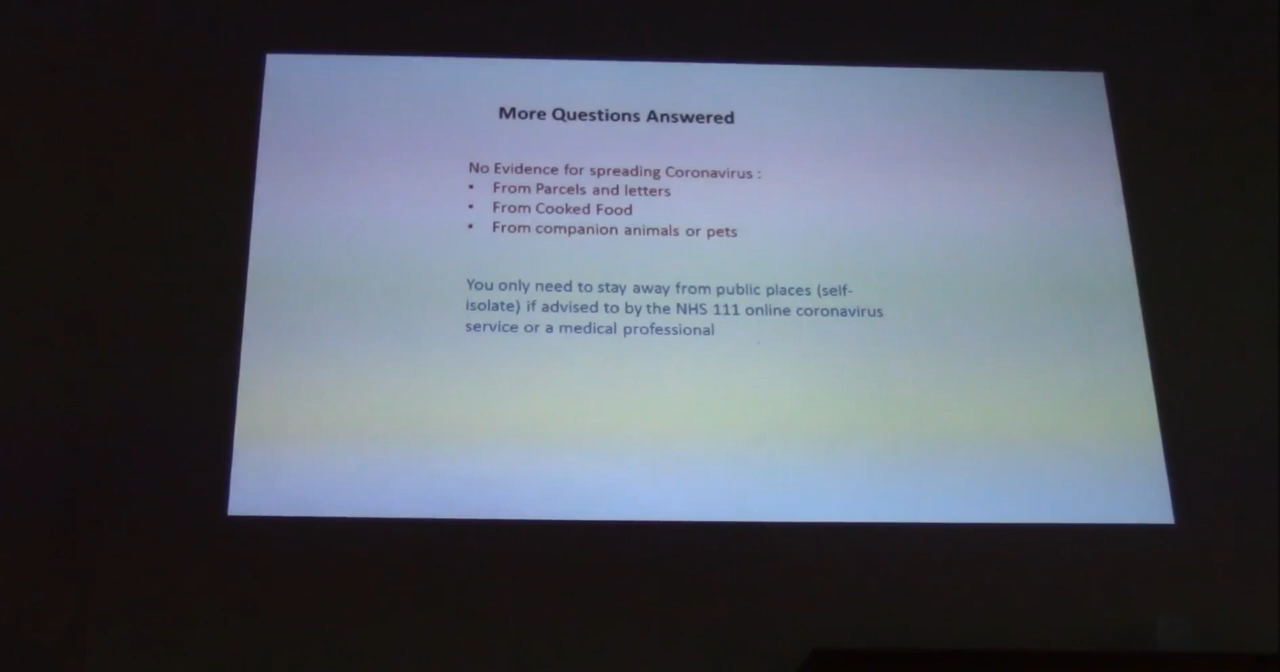 More Questions Answered
No Evidence for spreading Coronavirus :
• From Parcels and letters
• From Cooked Food
• From companion animals or pets
You only need to stay away from public places (self-
isolate) if advised to by the NHS 111 online coronavirus
service or a medical professional